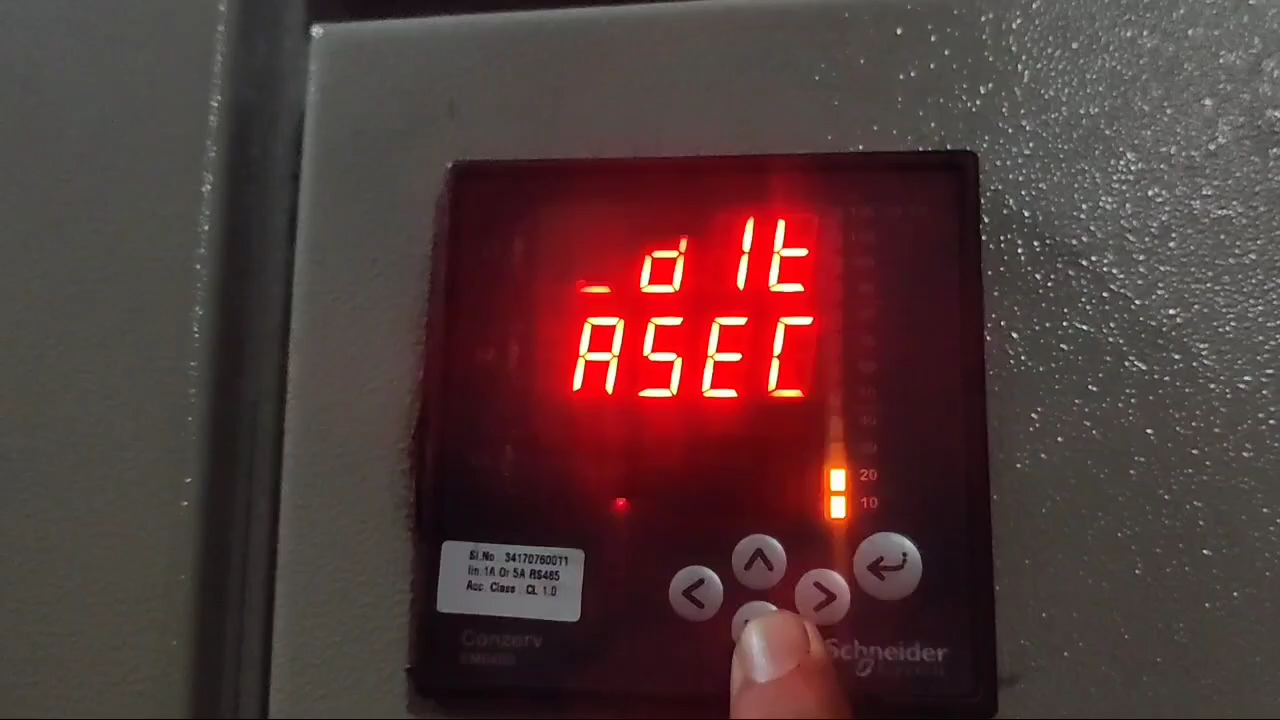 _d1t
ASEC
20
10
Sl.No 34170760011
Iin:1A Or 5A RS485
Acc. Class : CL 1.0
Conzerv
Schneider